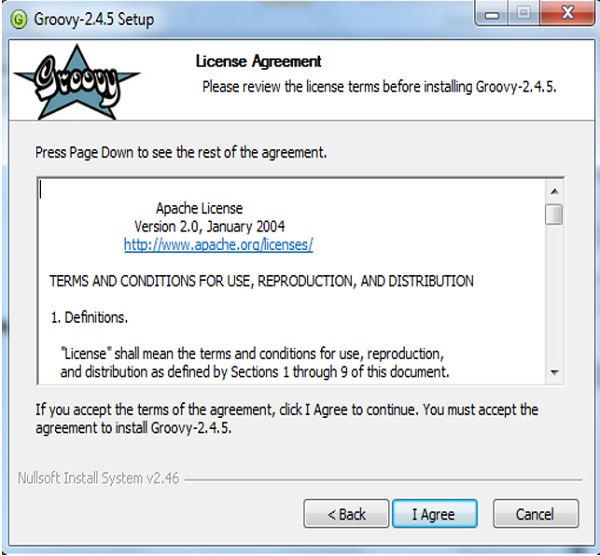 Groovy-2.4.5 Setup
Groovy
License Agreement
Please review the license terms before installing Groovy-2.4.5.
Press Page Down to see the rest of the agreement.
Apache License
Version 2.0, January 2004
http://www.apache.org/licenses/
TERMS AND CONDITIONS FOR USE, REPRODUCTION, AND DISTRIBUTION
1. Definitions.
"License" shall mean the terms and conditions for use, reproduction,
and distribution as defined by Sections 1 through 9 of this document.
If you accept the terms of the agreement, click I Agree to continue. You must accept the
agreement to install Groovy-2.4.5.
Nullsoft Install System v2.46
< Back
I Agree
Cancel